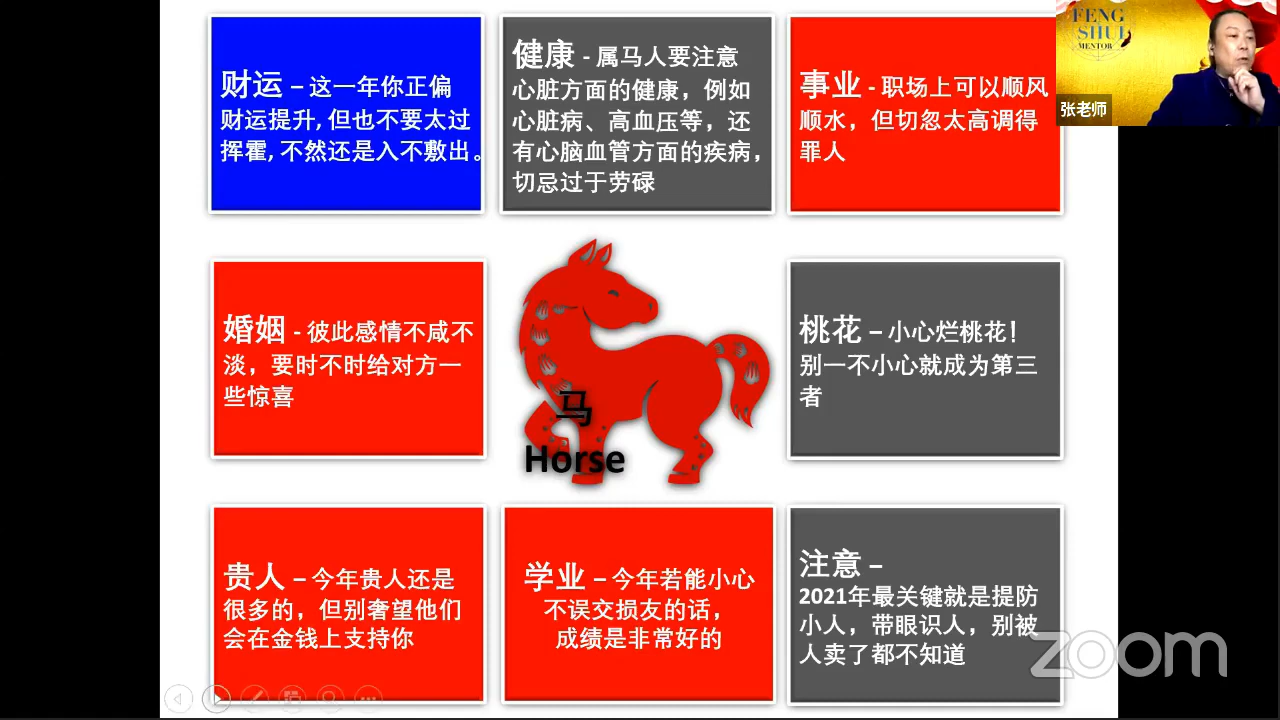 财运 – 这一年你正偏
财运提升, 但也不要太过
挥霍, 不然还是入不敷出。
健康 - 属马人要注意
心脏方面的健康，例如
心脏病、高血压等，还
有心脑血管方面的疾病，
切忌过于劳碌
事业 - 职场上可以顺风
顺水，但切忽太高调得
罪人
FENG
SHUI
MENTOR
张老师
婚姻 - 彼此感情不咸不
淡，要时不时给对方一
些惊喜
马
Horse
桃花 – 小心烂桃花！
别一不小心就成为第三
者
贵人 – 今年贵人还是
很多的，但别奢望他们
会在金钱上支持你
学业 – 今年若能小心
不误交损友的话，
成绩是非常好的
注意 –
2021年最关键就是提防
小人，带眼识人，别被
人卖了都不知道
zoom